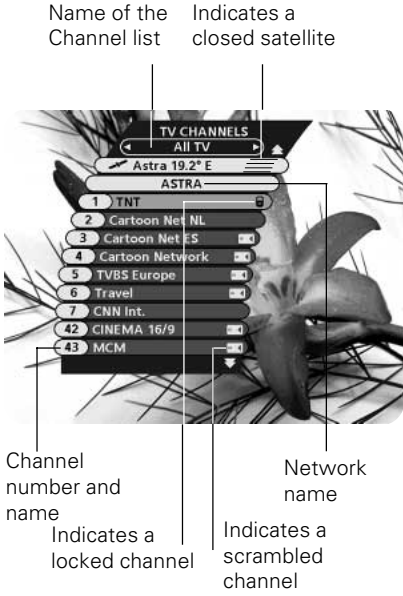 Name of the
Channel list
Indicates a
closed satellite
TV CHANNELS
All TV
Astra 19.2° E
ASTRA
1 TNT
2 Cartoon Net NL
3 Cartoon Net ES
4 Cartoon Network
5 TVBS Europe
6 Travel
7 CNN Int.
42 CINEMA 16/9
43 MCM
Channel
number and
name
Network
name
Indicates a
locked channel
Indicates a
scrambled
channel